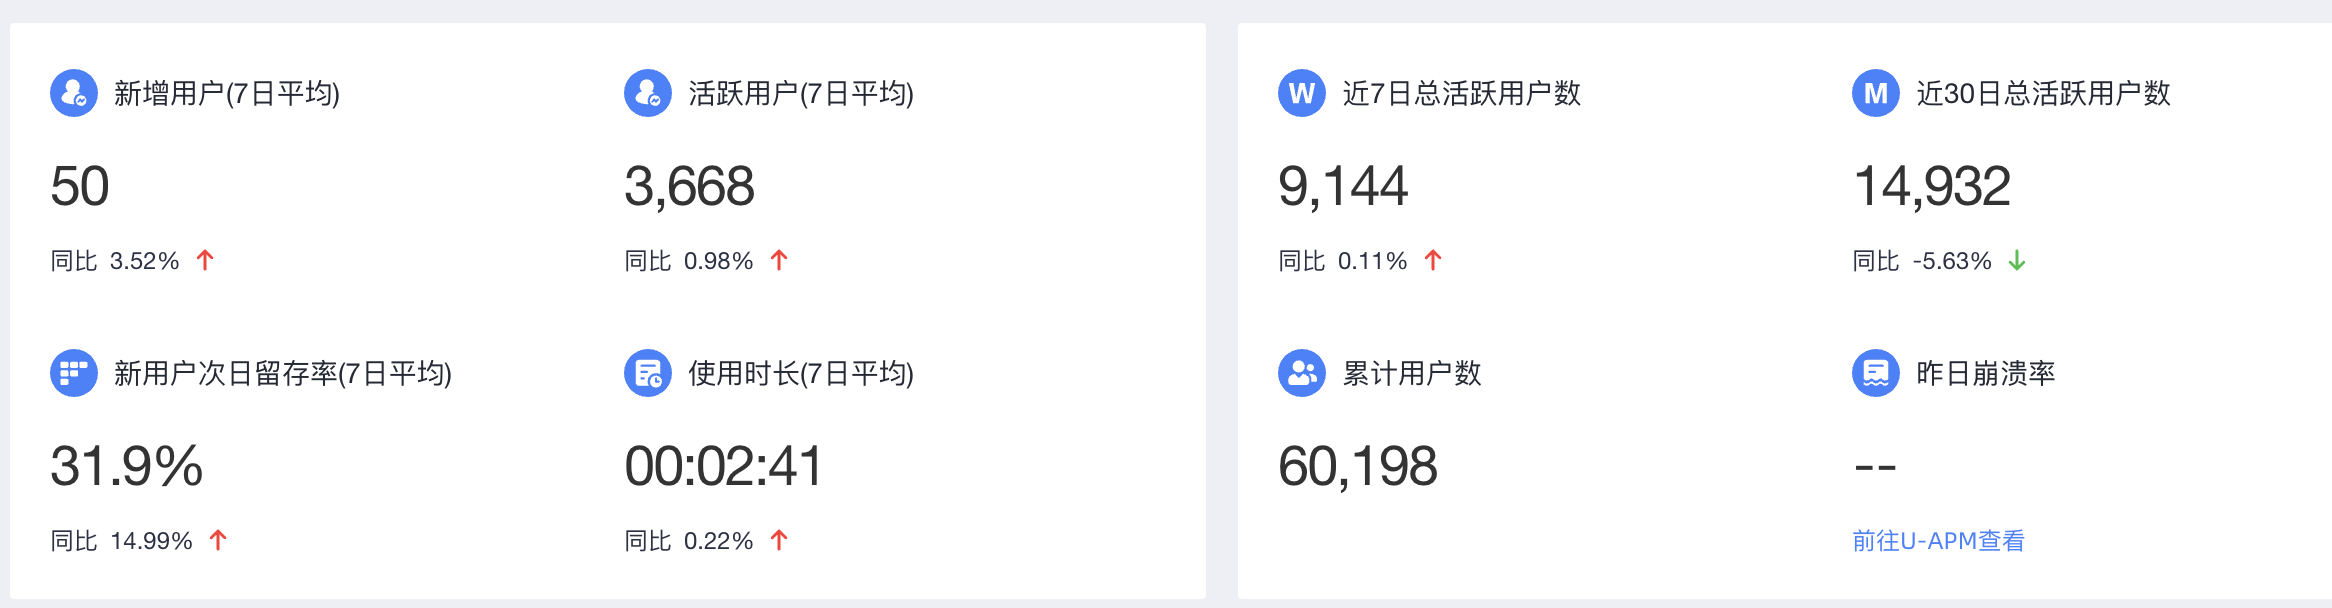 新增用户(7日平均)
活跃用户(7日平均)
50
3,668
同比 3.52% ↑
同比 0.98% ↑
新用户次日留存率(7日平均)
使用时长(7日平均)
31.9%
00:02:41
同比 14.99% ↑
同比 0.22% ↑
W 近7日总活跃用户数
M 近30日总活跃用户数
9,144
14,932
同比 0.11% ↑
同比 -5.63% ↓
累计用户数
昨日崩溃率
60,198
--
前往U-APM查看